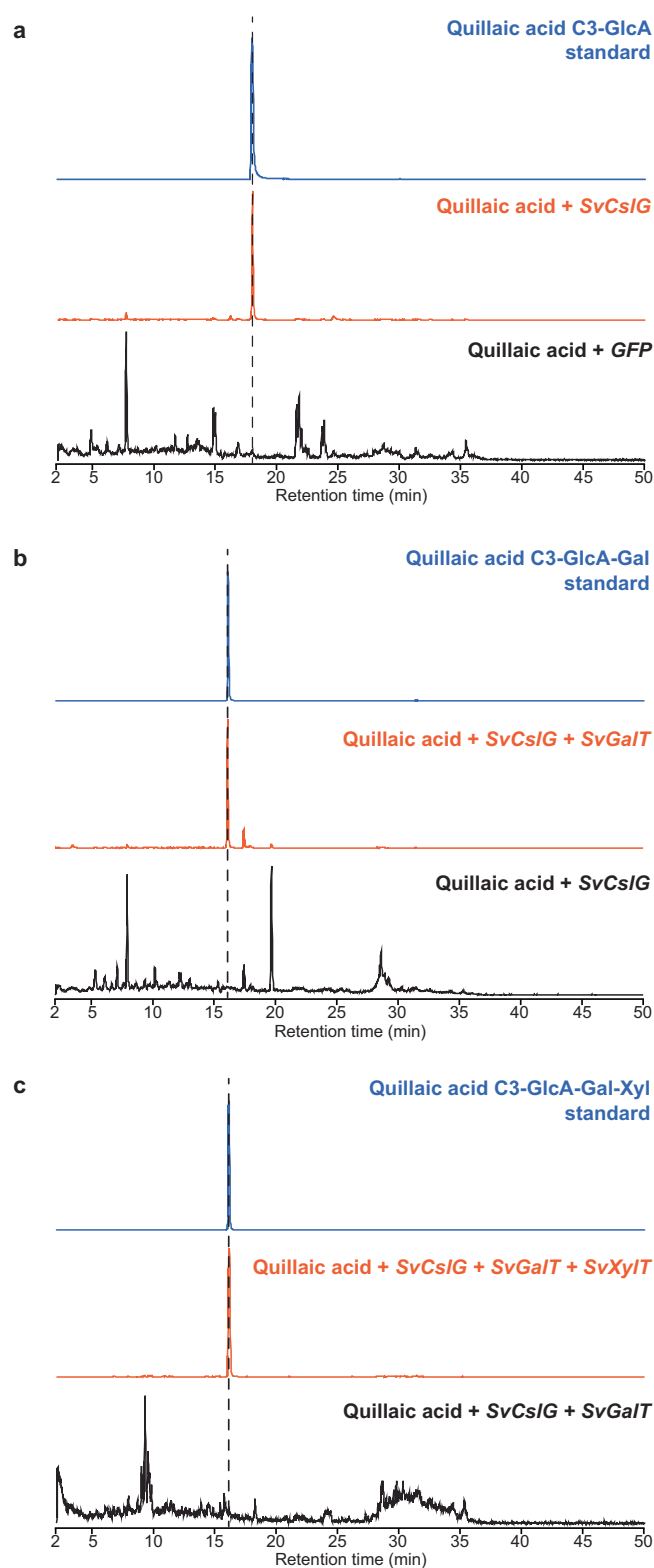 a
Quillaic acid C3-GlcA
standard
Quillaic acid + SvCslG
Quillaic acid + GFP
2 5 10 15 20 25 30 35 40 45 50
Retention time (min)
b
Quillaic acid C3-GlcA-Gal
standard
Quillaic acid + SvCslG + SvGalT
Quillaic acid + SvCslG
2 5 10 15 20 25 30 35 40 45 50
Retention time (min)
c
Quillaic acid C3-GlcA-Gal-Xyl
standard
Quillaic acid + SvCslG + SvGalT + SvXylT
Quillaic acid + SvCslG + SvGalT
2 5 10 15 20 25 30 35 40 45 50
Retention time (min)